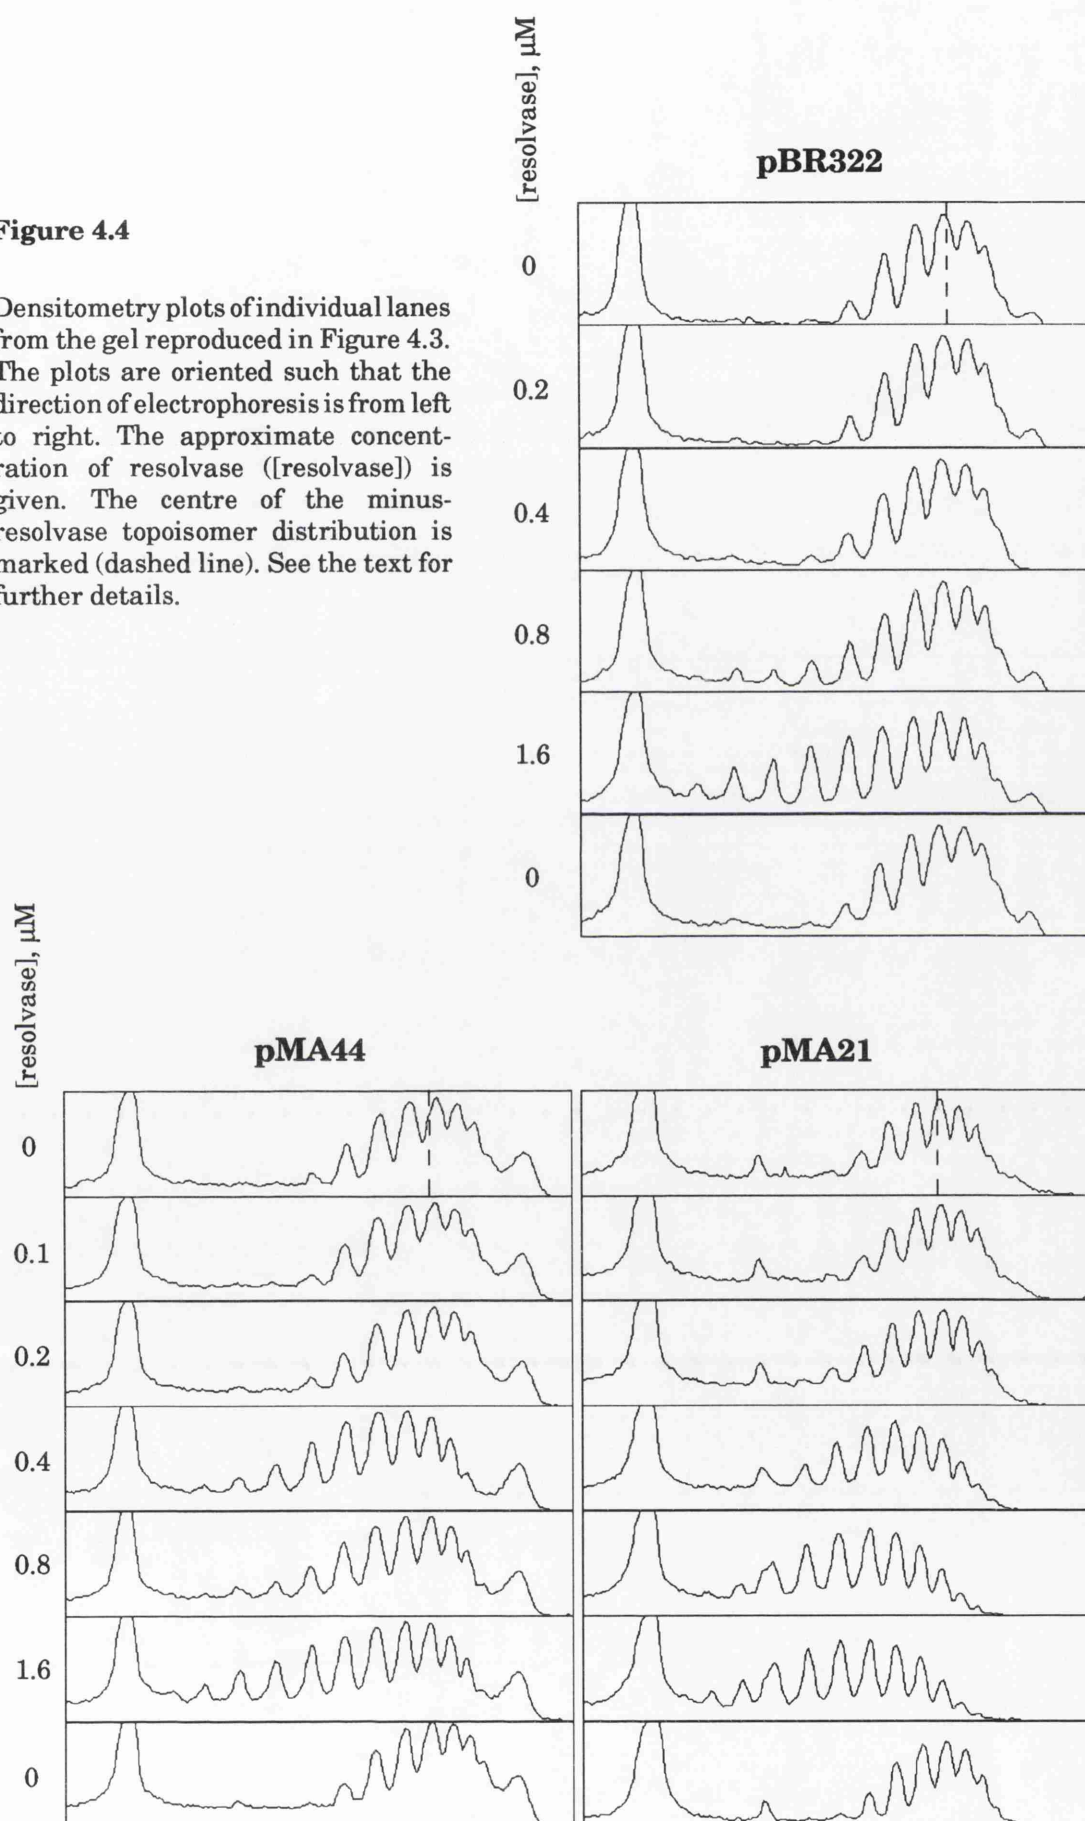 Figure 4.4
Densitometry plots of individual lanes
from the gel reproduced in Figure 4.3.
The plots are oriented such that the
direction of electrophoresis is from left
to right. The approximate concent-
ration of resolvase ([resolvase]) is
given. The centre of the minus-
resolvase topoisomer distribution is
marked (dashed line). See the text for
further details.
[resolvase], µM
pBR322
0
0.2
0.4
0.8
1.6
0
[resolvase], µM
pMA44
pMA21
0
0.1
0.2
0.4
0.8
1.6
0